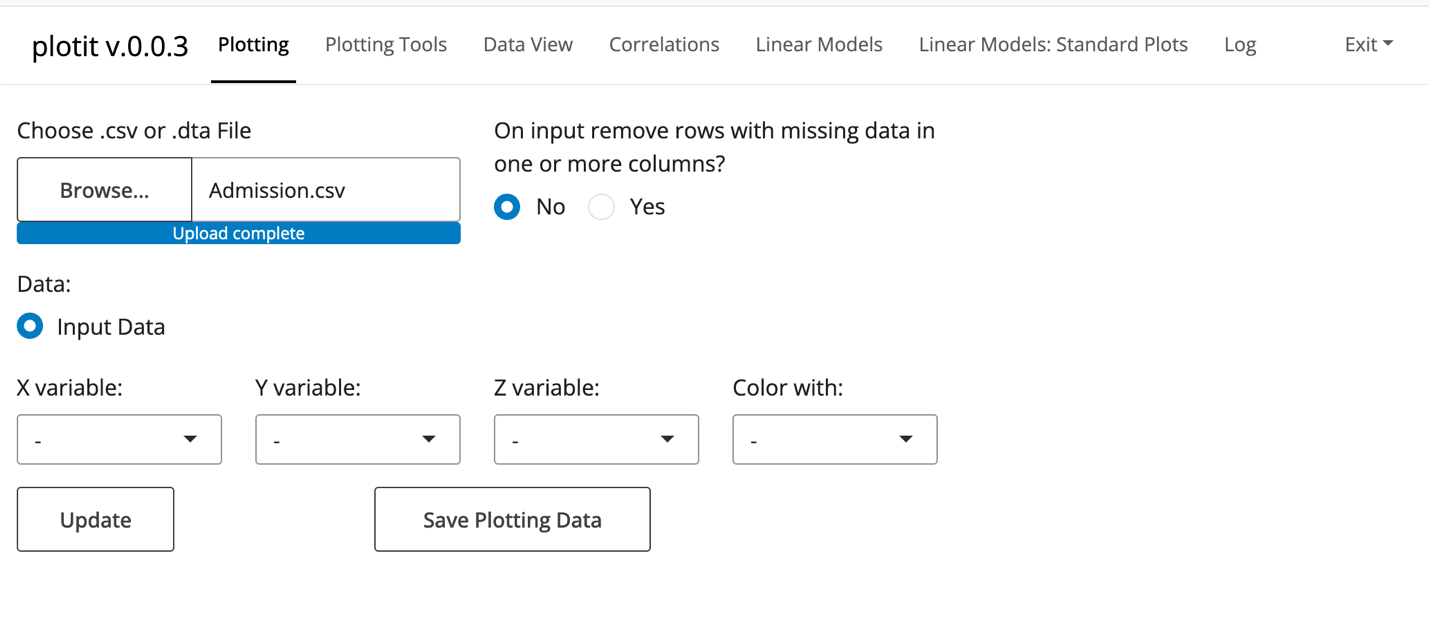 plotit v.0.0.3 Plotting Plotting Tools Data View Correlations Linear Models Linear Models: Standard Plots Log Exit
Choose .csv or .dta File
Browse... Admission.csv
Upload complete
On input remove rows with missing data in
one or more columns?
No Yes
Data:
Input Data
X variable: Y variable: Z variable: Color with:
- - - -
Update Save Plotting Data